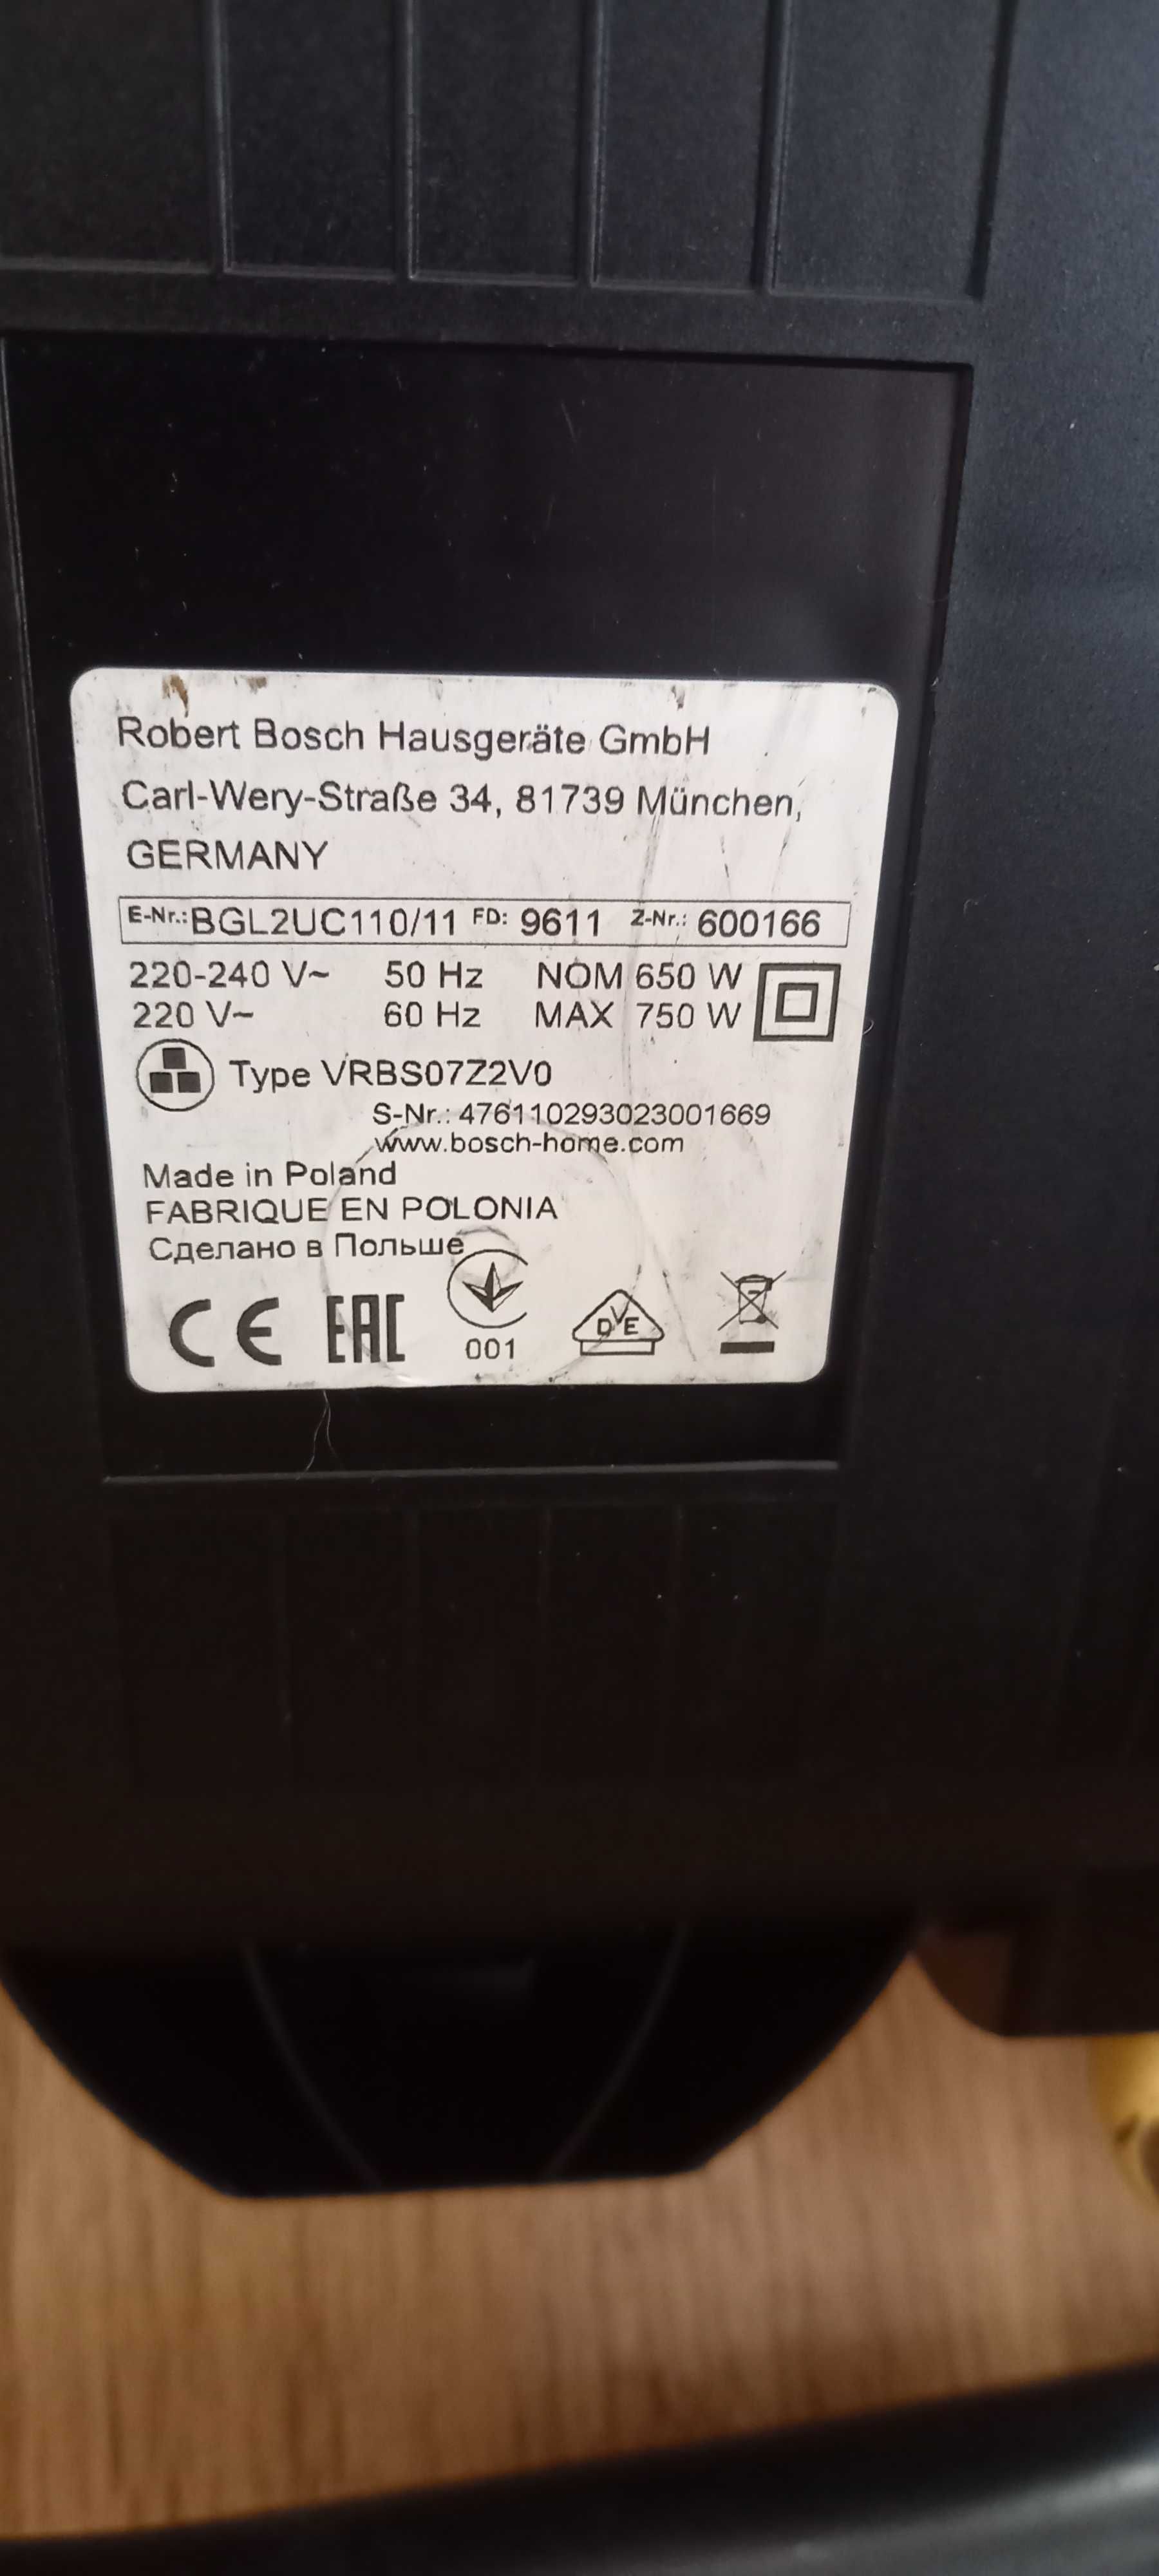 Robert Bosch Hausgeräte GmbH
Carl-Wery-Straße 34, 81739 München,
GERMANY
E-Nr.: BGL2UC110/11 FD: 9611 Z-Nr.: 600166
220-240 V~ 50 Hz NOM 650 W
220 V~ 60 Hz MAX 750 W
Type VRBS07Z2V0
S-Nr.: 476110293023001669
www.bosch-home.com
Made in Poland
FABRIQUE EN POLONIA
Сделано в Польше
CE EAC 001 DVE